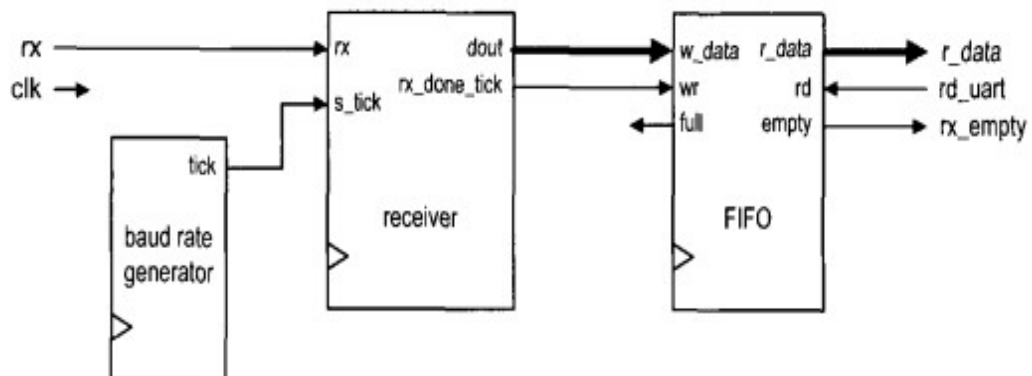 rx
clk
tick
baud rate
generator
rx
s_tick
dout
rx_done_tick
receiver
w_data
wr
full
r_data
rd
empty
FIFO
r_data
rd_uart
rx_empty